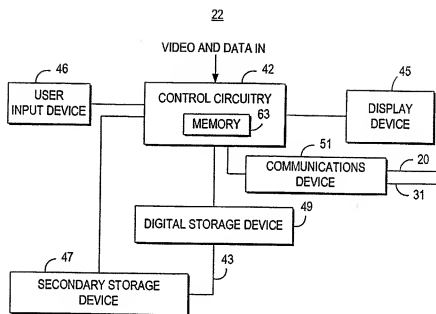 22
VIDEO AND DATA IN
46
USER
INPUT DEVICE
42
CONTROL CIRCUITRY
MEMORY
63
45
DISPLAY
DEVICE
51
COMMUNICATIONS
DEVICE
20
31
49
DIGITAL STORAGE DEVICE
43
47
SECONDARY STORAGE
DEVICE